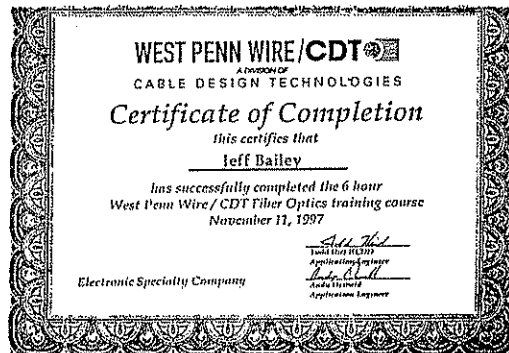 WEST PENN WIRE/CDT
A DIVISION OF
CABLE DESIGN TECHNOLOGIES
Certificate of Completion
this certifies that
Jeff Bailey
has successfully completed the 6 hour
West Penn Wire / CDT Fiber Optics training course
November 11, 1997
Todd
Application Engineer
Electronic Specialty Company
Andy
Application Engineer